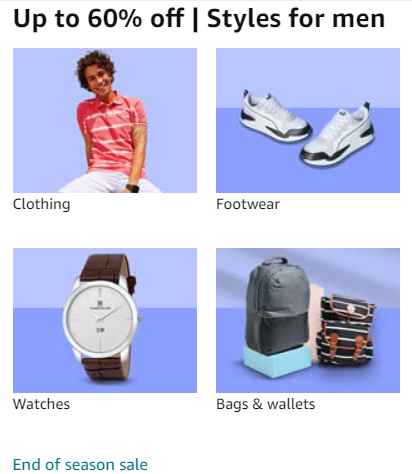 Up to 60% off | Styles for men
Clothing
Footwear
Watches
Bags & wallets
End of season sale